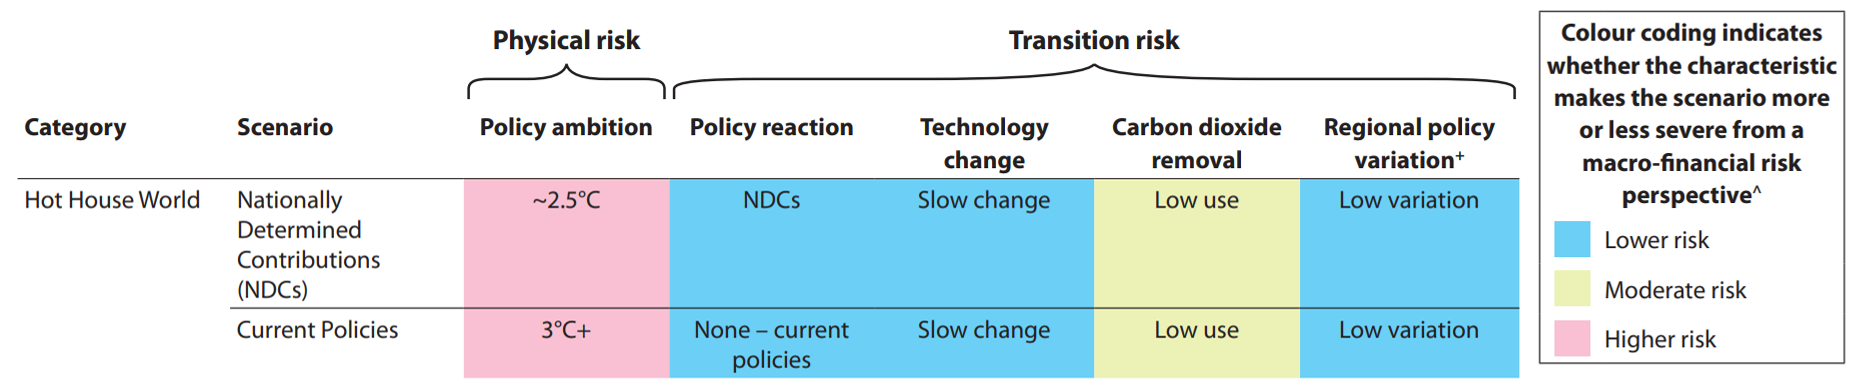 Physical risk
Transition risk
Category
Scenario
Policy ambition
Policy reaction
Technology
change
Carbon dioxide
removal
Regional policy
variation+
Hot House World
Nationally
Determined
Contributions
(NDCs)
~2.5°C
NDCs
Slow change
Low use
Low variation
Current Policies
3°C+
None – current
policies
Slow change
Low use
Low variation
Colour coding indicates
whether the characteristic
makes the scenario more
or less severe from a
macro-financial risk
perspective^
Lower risk
Moderate risk
Higher risk